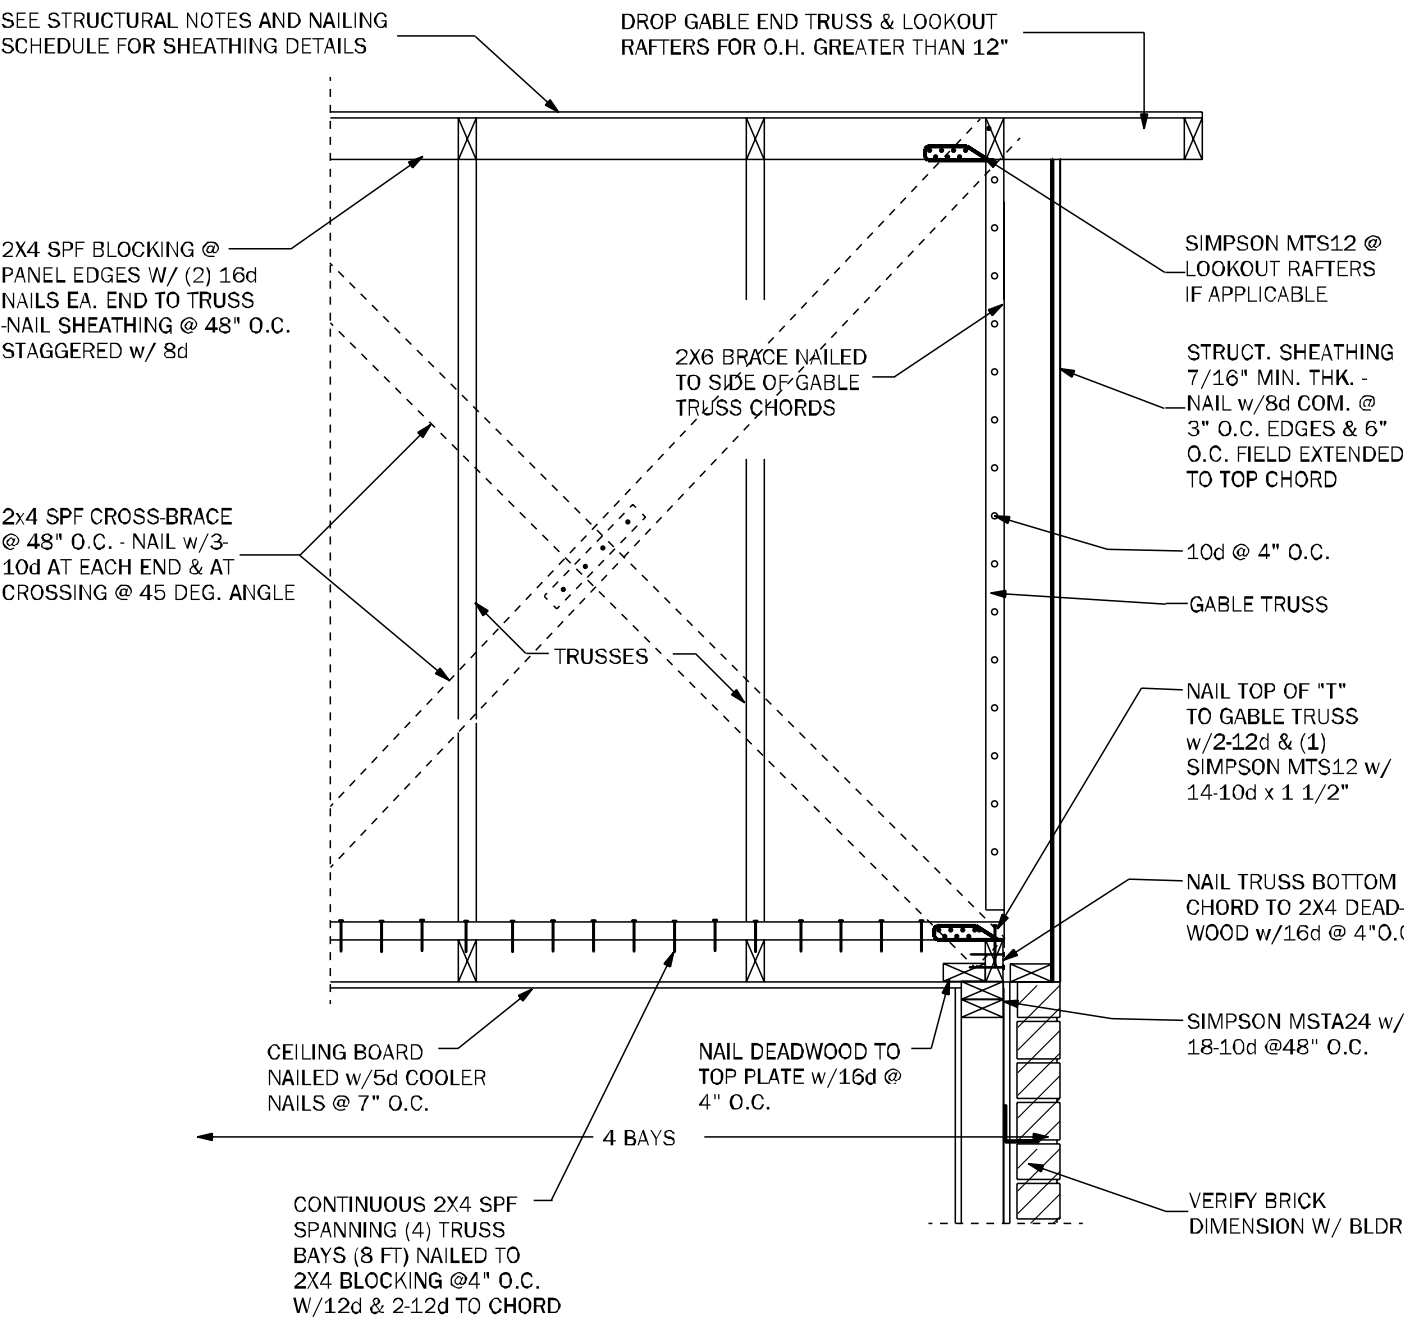 SEE STRUCTURAL NOTES AND NAILING
SCHEDULE FOR SHEATHING DETAILS
DROP GABLE END TRUSS & LOOKOUT
RAFTERS FOR O.H. GREATER THAN 12"
2X4 SPF BLOCKING @
PANEL EDGES W/ (2) 16d
NAILS EA. END TO TRUSS
-NAIL SHEATHING @ 48" O.C.
STAGGERED w/ 8d
SIMPSON MTS12 @
LOOKOUT RAFTERS
IF APPLICABLE
2X6 BRACE NAILED
TO SIDE OF GABLE
TRUSS CHORDS
STRUCT. SHEATHING
7/16" MIN. THK. -
NAIL w/8d COM. @
3" O.C. EDGES & 6"
O.C. FIELD EXTENDED
TO TOP CHORD
2x4 SPF CROSS-BRACE
@ 48" O.C. - NAIL w/3-
10d AT EACH END & AT
CROSSING @ 45 DEG. ANGLE
10d @ 4" O.C.
GABLE TRUSS
TRUSSES
NAIL TOP OF "T"
TO GABLE TRUSS
w/2-12d & (1)
SIMPSON MTS12 w/
14-10d x 1 1/2"
NAIL TRUSS BOTTOM
CHORD TO 2X4 DEAD-
WOOD w/16d @ 4"O.C
SIMPSON MSTA24 w/
18-10d @48" O.C.
CEILING BOARD
NAILED w/5d COOLER
NAILS @ 7" O.C.
NAIL DEADWOOD TO
TOP PLATE w/16d @
4" O.C.
4 BAYS
CONTINUOUS 2X4 SPF
SPANNING (4) TRUSS
BAYS (8 FT) NAILED TO
2X4 BLOCKING @4" O.C.
W/12d & 2-12d TO CHORD
VERIFY BRICK
DIMENSION W/ BLDR